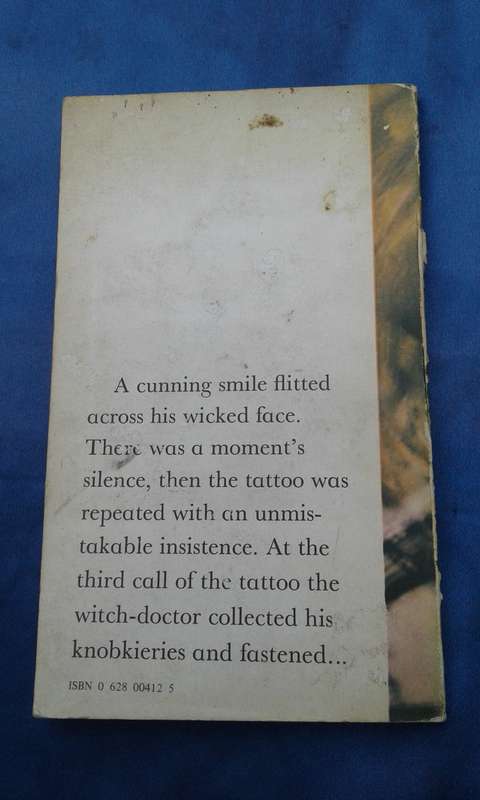 A cunning smile flitted
across his wicked face.
There was a moment's
silence, then the tattoo was
repeated with an unmis-
takable insistence. At the
third call of the tattoo the
witch-doctor collected his
knobkieries and fastened...
ISBN 0 628 00412 5